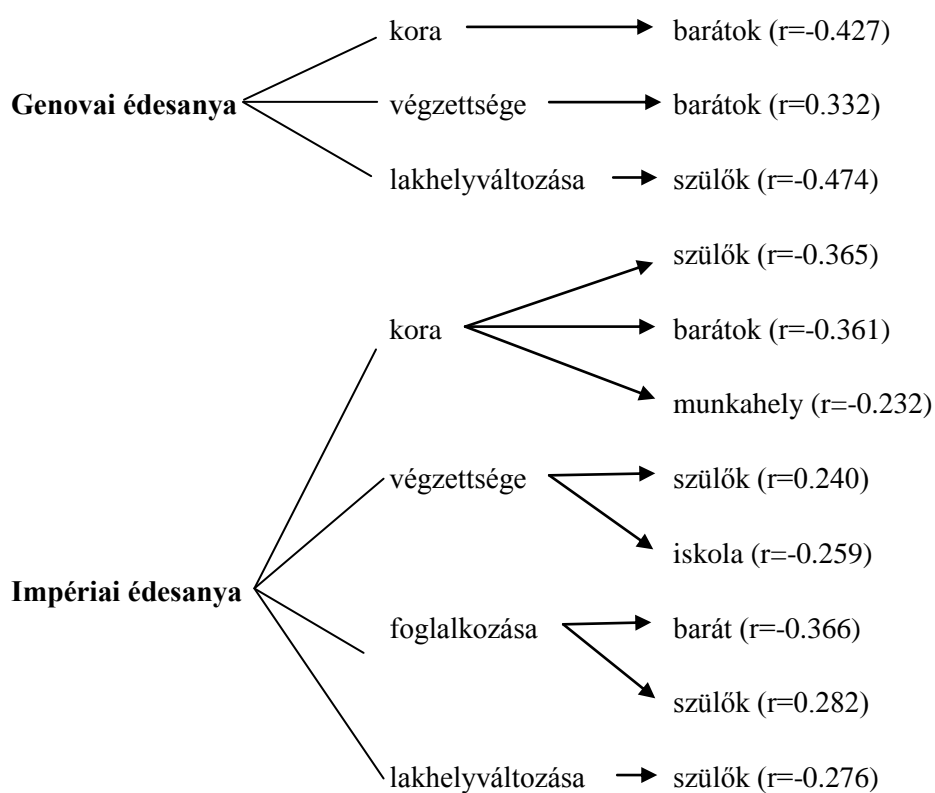 kora barátok (r=-0.427)
Genovai édesanya végzettsége barátok (r=0.332)
lakhelyváltozása szülők (r=-0.474)
szülők (r=-0.365)
kora barátok (r=-0.361)
munkahely (r=-0.232)
végzettsége szülők (r=0.240)
iskola (r=-0.259)
Impériai édesanya
foglalkozása barát (r=-0.366)
szülők (r=0.282)
lakhelyváltozása szülők (r=-0.276)